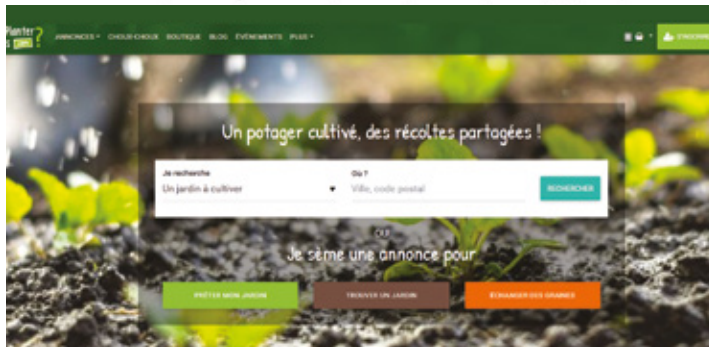 Planter
?
ANNONCES CHOUX-CHOUX BOUTIQUE BLOG ÉVÉNEMENTS PLUS
Un potager cultivé, des récoltes partagées !
Je recherche
Où ?
Un jardin à cultiver
Ville, code postal
RECHERCHER
OU
Je sème une annonce pour
PRÊTER MON JARDIN
TROUVER UN JARDIN
ÉCHANGER DES GRAINES